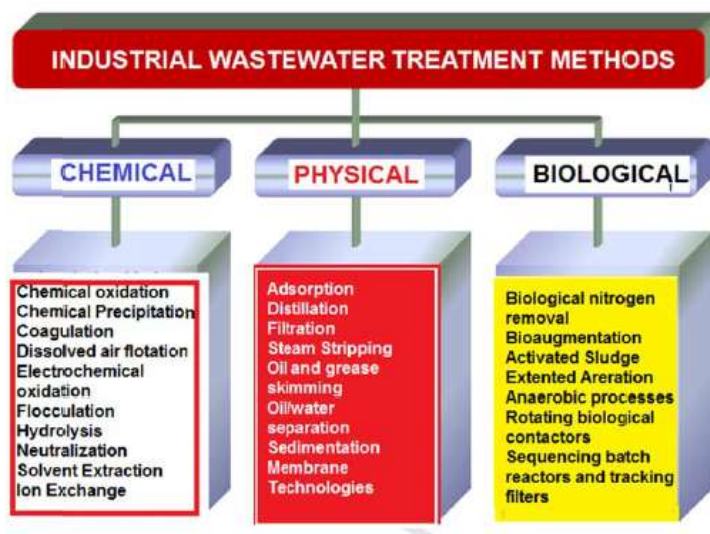 INDUSTRIAL WASTEWATER TREATMENT METHODS
CHEMICAL
Chemical oxidation
Chemical Precipitation
Coagulation
Dissolved air flotation
Electrochemical
oxidation
Flocculation
Hydrolysis
Neutralization
Solvent Extraction
Ion Exchange
PHYSICAL
Adsorption
Distillation
Filtration
Steam Stripping
Oil and grease
skimming
Oil/water
separation
Sedimentation
Membrane
Technologies
BIOLOGICAL
Biological nitrogen
removal
Bioaugmentation
Activated Sludge
Extented Areration
Anaerobic processes
Rotating biological
contactors
Sequencing batch
reactors and tracking
filters